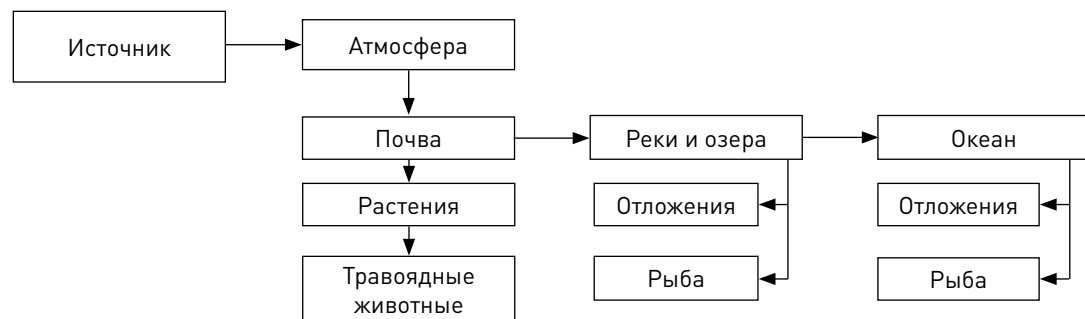 Источник
Атмосфера
Почва
Реки и озера
Океан
Растения
Отложения
Отложения
Травоядные
животные
Рыба
Рыба